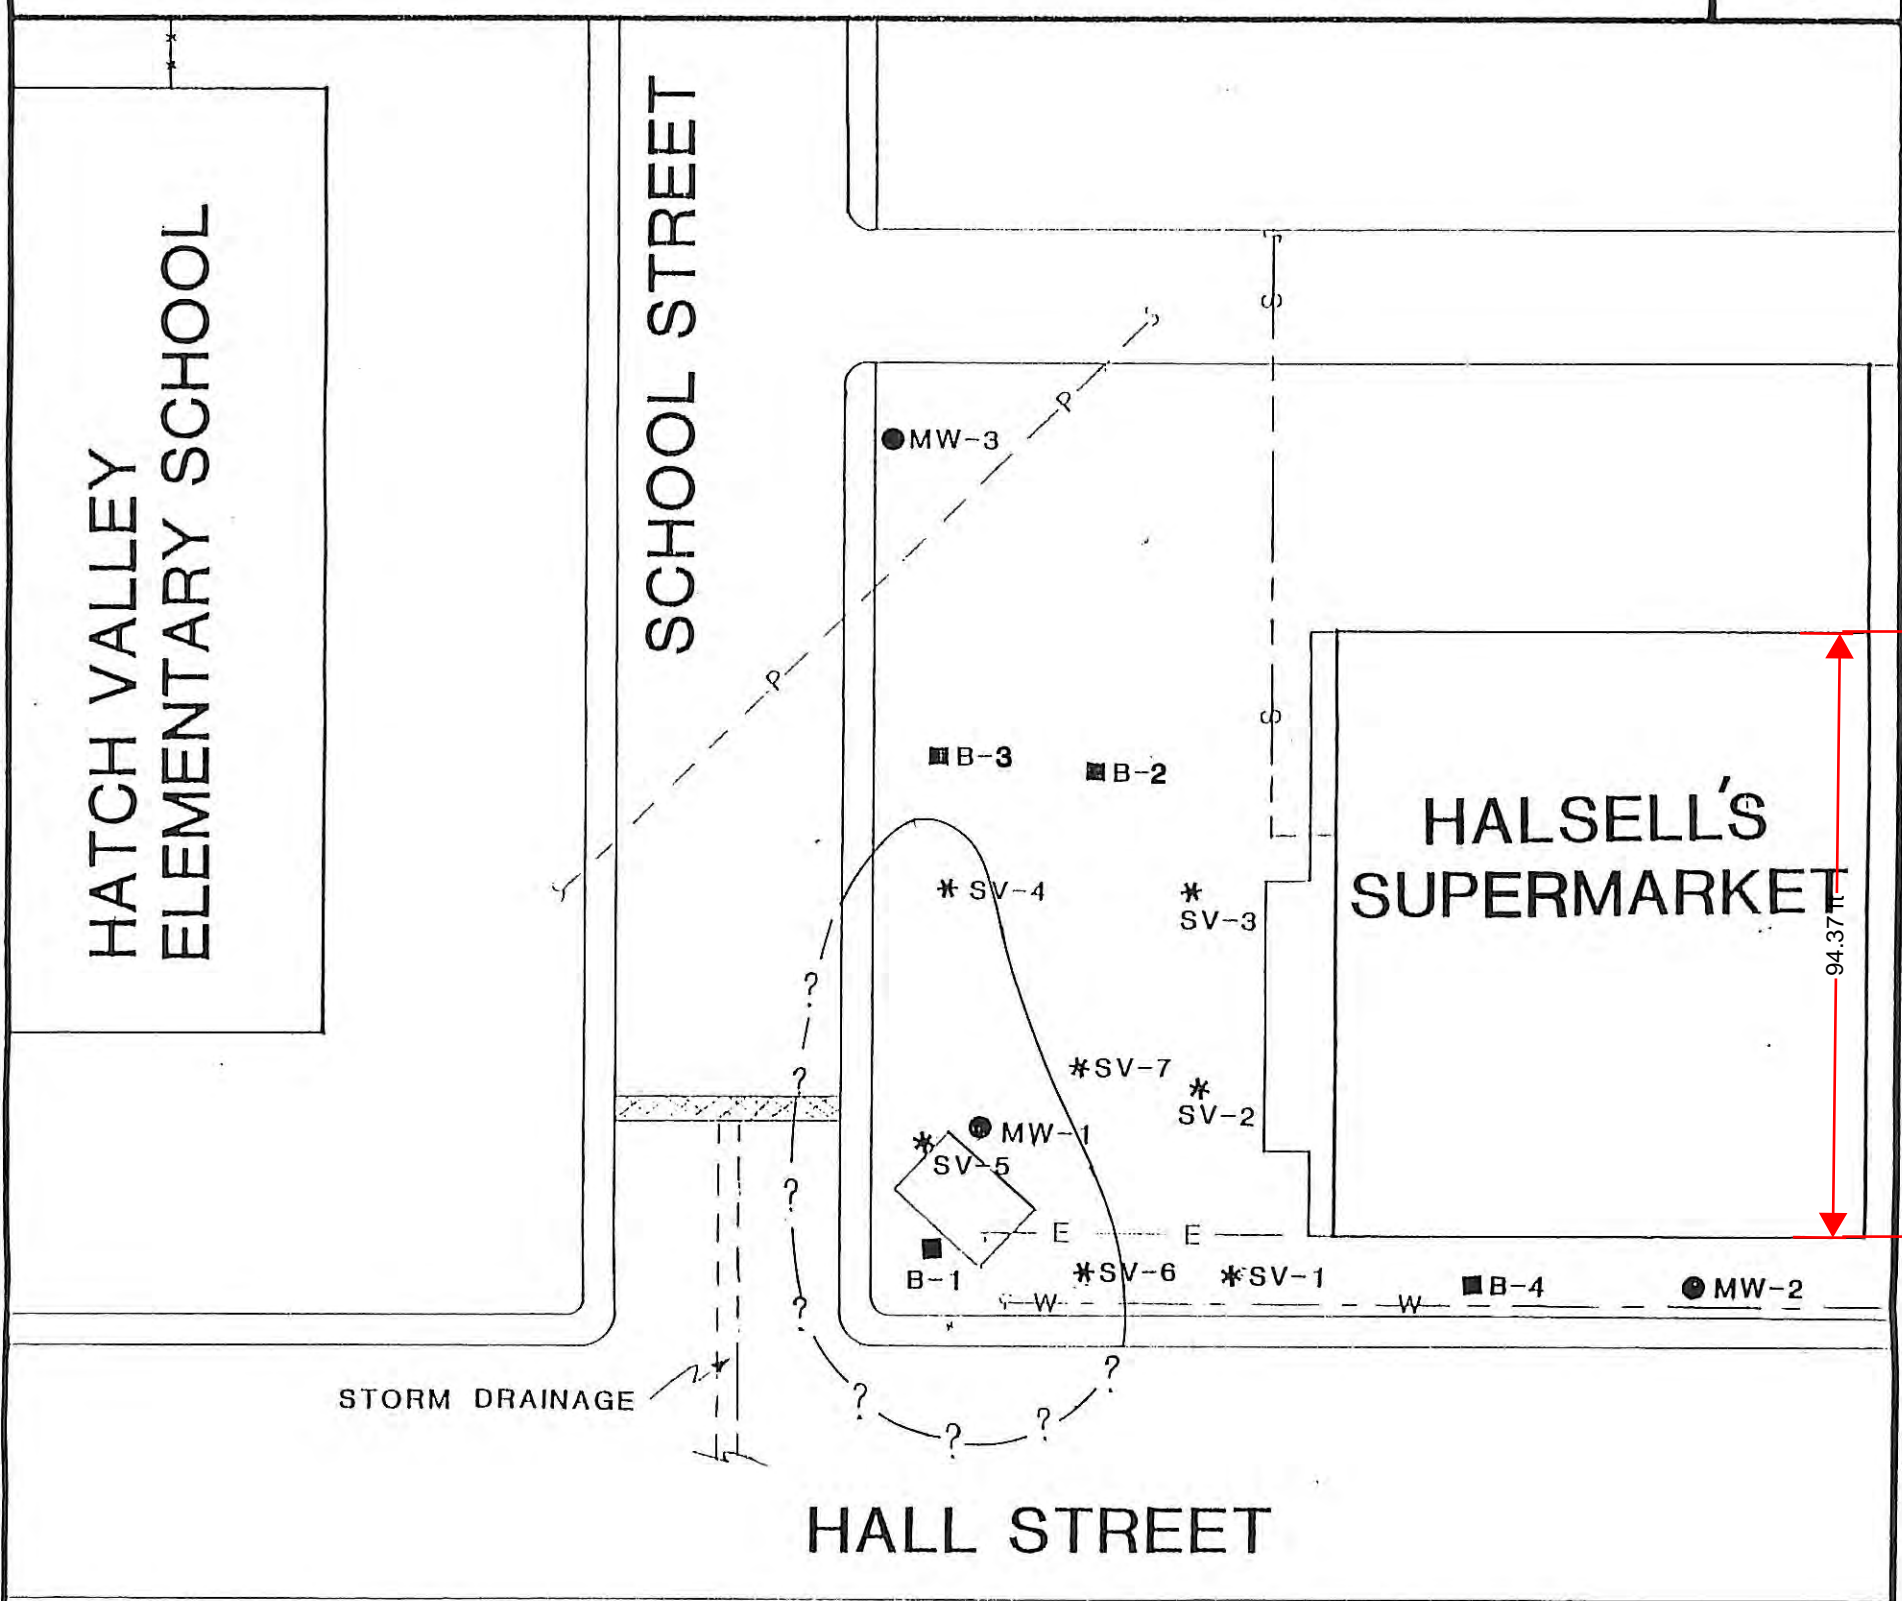 HATCH VALLEY
ELEMENTARY SCHOOL
SCHOOL STREET
S
S
P
MW-3
P
S
B-3
B-2
HALSELL'S
SUPERMARKET
94.37 ft
SV-4
SV-3
?
SV-7
?
SV-2
MW-1
SV-5
?
E
E
B-1
SV-6
SV-1
B-4
MW-2
?
W
W
STORM DRAINAGE
?
?
?
?
HALL STREET